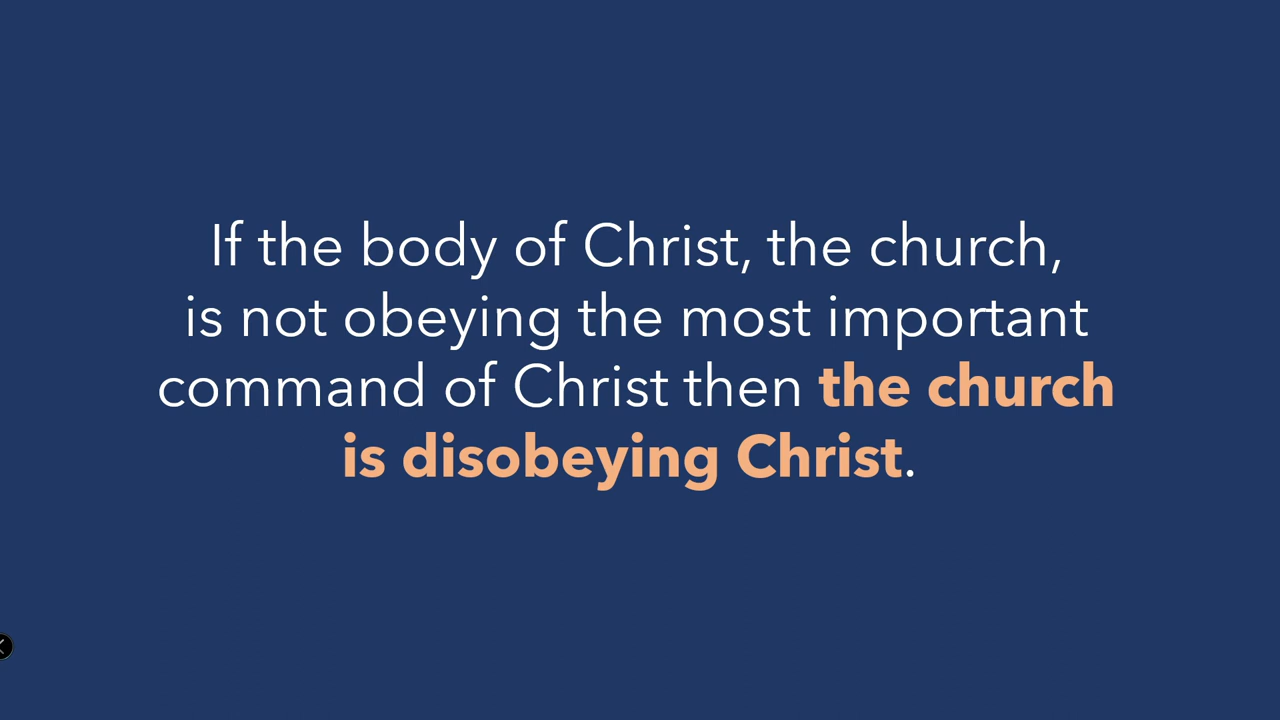 If the body of Christ, the church,
is not obeying the most important
command of Christ then the church
is disobeying Christ.